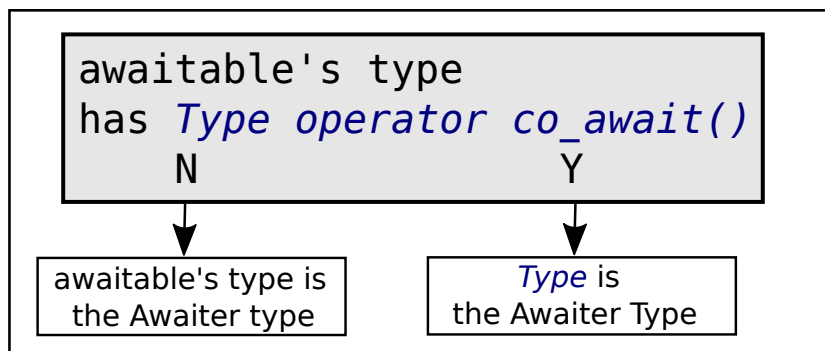 awaitable's type
has Type operator co_await()
N Y
awaitable's type is
the Awaiter type
Type is
the Awaiter Type